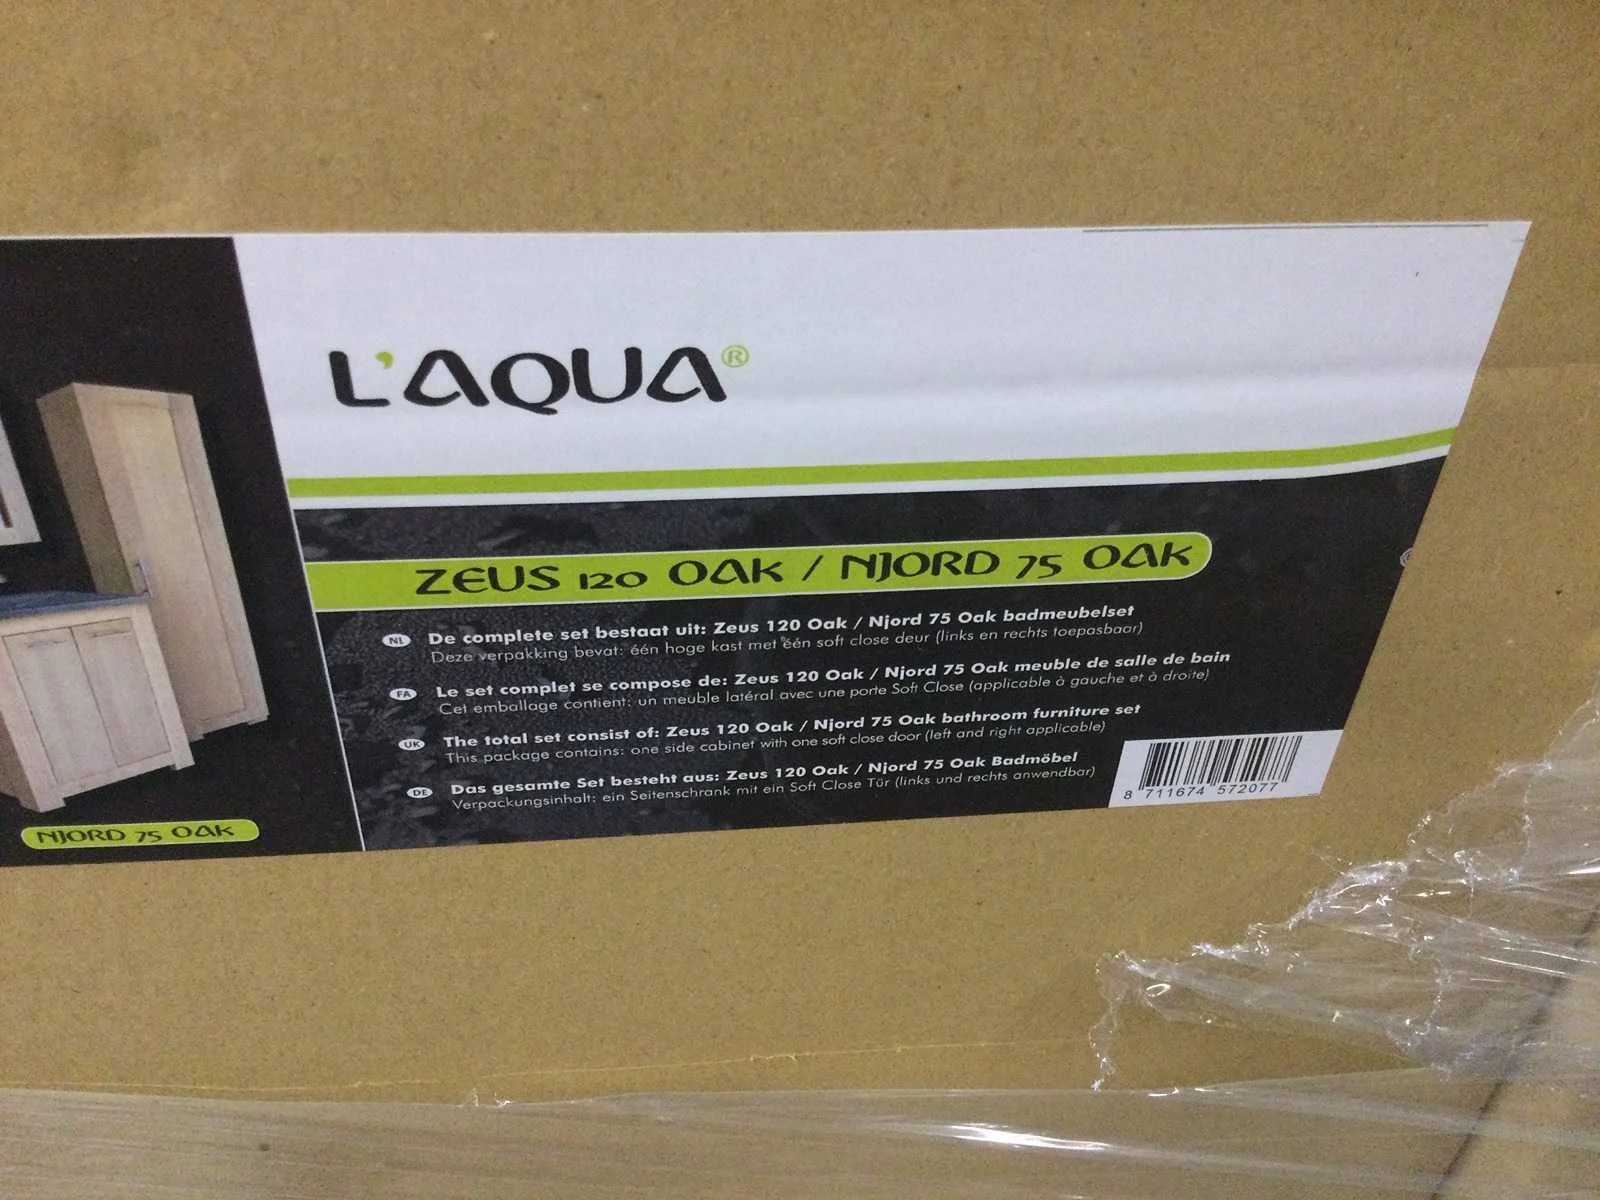 L'AQUA®
ZEUS 120 OAK / NJORD 75 OAK
NL De complete set bestaat uit: Zeus 120 Oak / Njord 75 Oak badmeubelset
Deze verpakking bevat: één hoge kast met één soft close deur (links en rechts toepasbaar)
FA Le set complet se compose de: Zeus 120 Oak / Njord 75 Oak meuble de salle de bain
Cet emballage contient: un meuble latéral avec une porte Soft Close (applicable à gauche et à droite)
UK The total set consist of: Zeus 120 Oak / Njord 75 Oak bathroom furniture set
This package contains: one side cabinet with one soft close door (left and right applicable)
DE Das gesamte Set besteht aus: Zeus 120 Oak / Njord 75 Oak Badmöbel
Verpackungsinhalt: ein Seitenschrank mit ein Soft Close Tür (links und rechts anwendbar)
8 711674 572077
NJORD 75 OAK